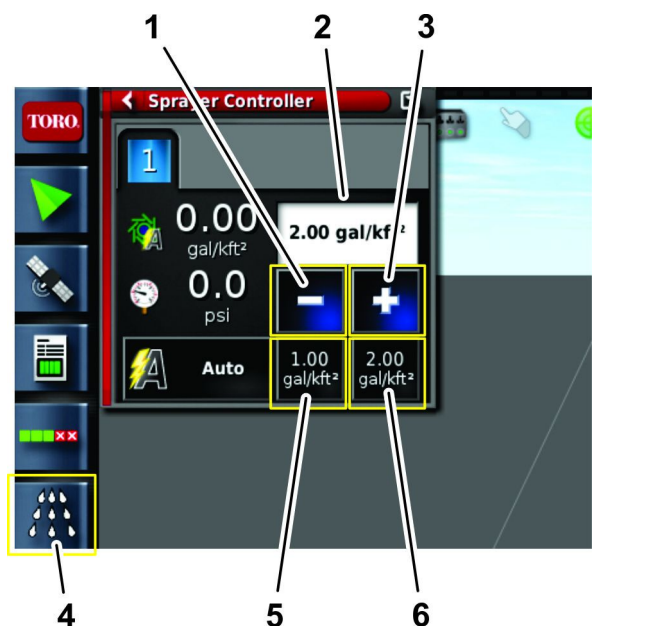 1 2 3
TORO.
Sprayer Controller
1
0.00
gal/kft²
2.00 gal/kft²
0.0
psi
A Auto
1.00
gal/kft²
2.00
gal/kft²
4 5 6